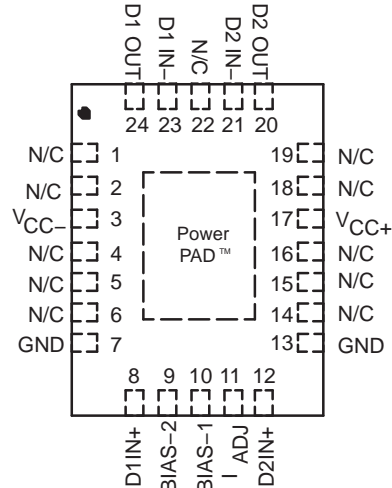 D1 OUT
D1 IN−
N/C
D2 IN−
D2 OUT
24 23 22 21 20
N/C 1
N/C 2
VCC− 3
N/C 4
N/C 5
N/C 6
GND 7
19 N/C
18 N/C
17 VCC+
16 N/C
15 N/C
14 N/C
13 GND
Power
PAD™
8 9 10 11 12
D1IN+
BIAS−2
BIAS−1
I ADJ
D2IN+